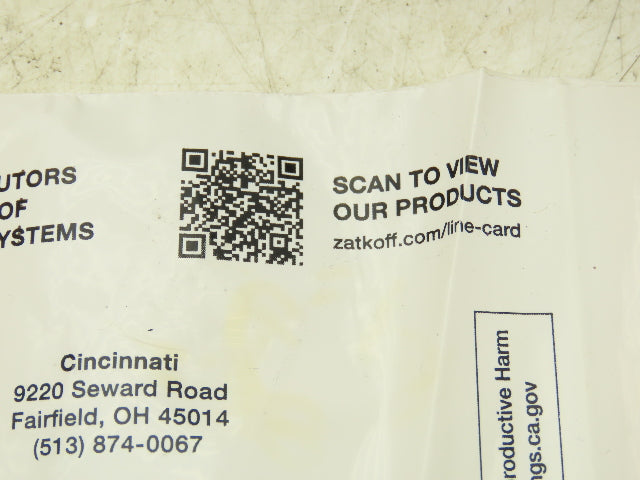 UTORS
OF
YSTEMS
SCAN TO VIEW
OUR PRODUCTS
zatkoff.com/line-card
Cincinnati
9220 Seward Road
Fairfield, OH 45014
(513) 874-0067
roductive Harm
ngs.ca.gov